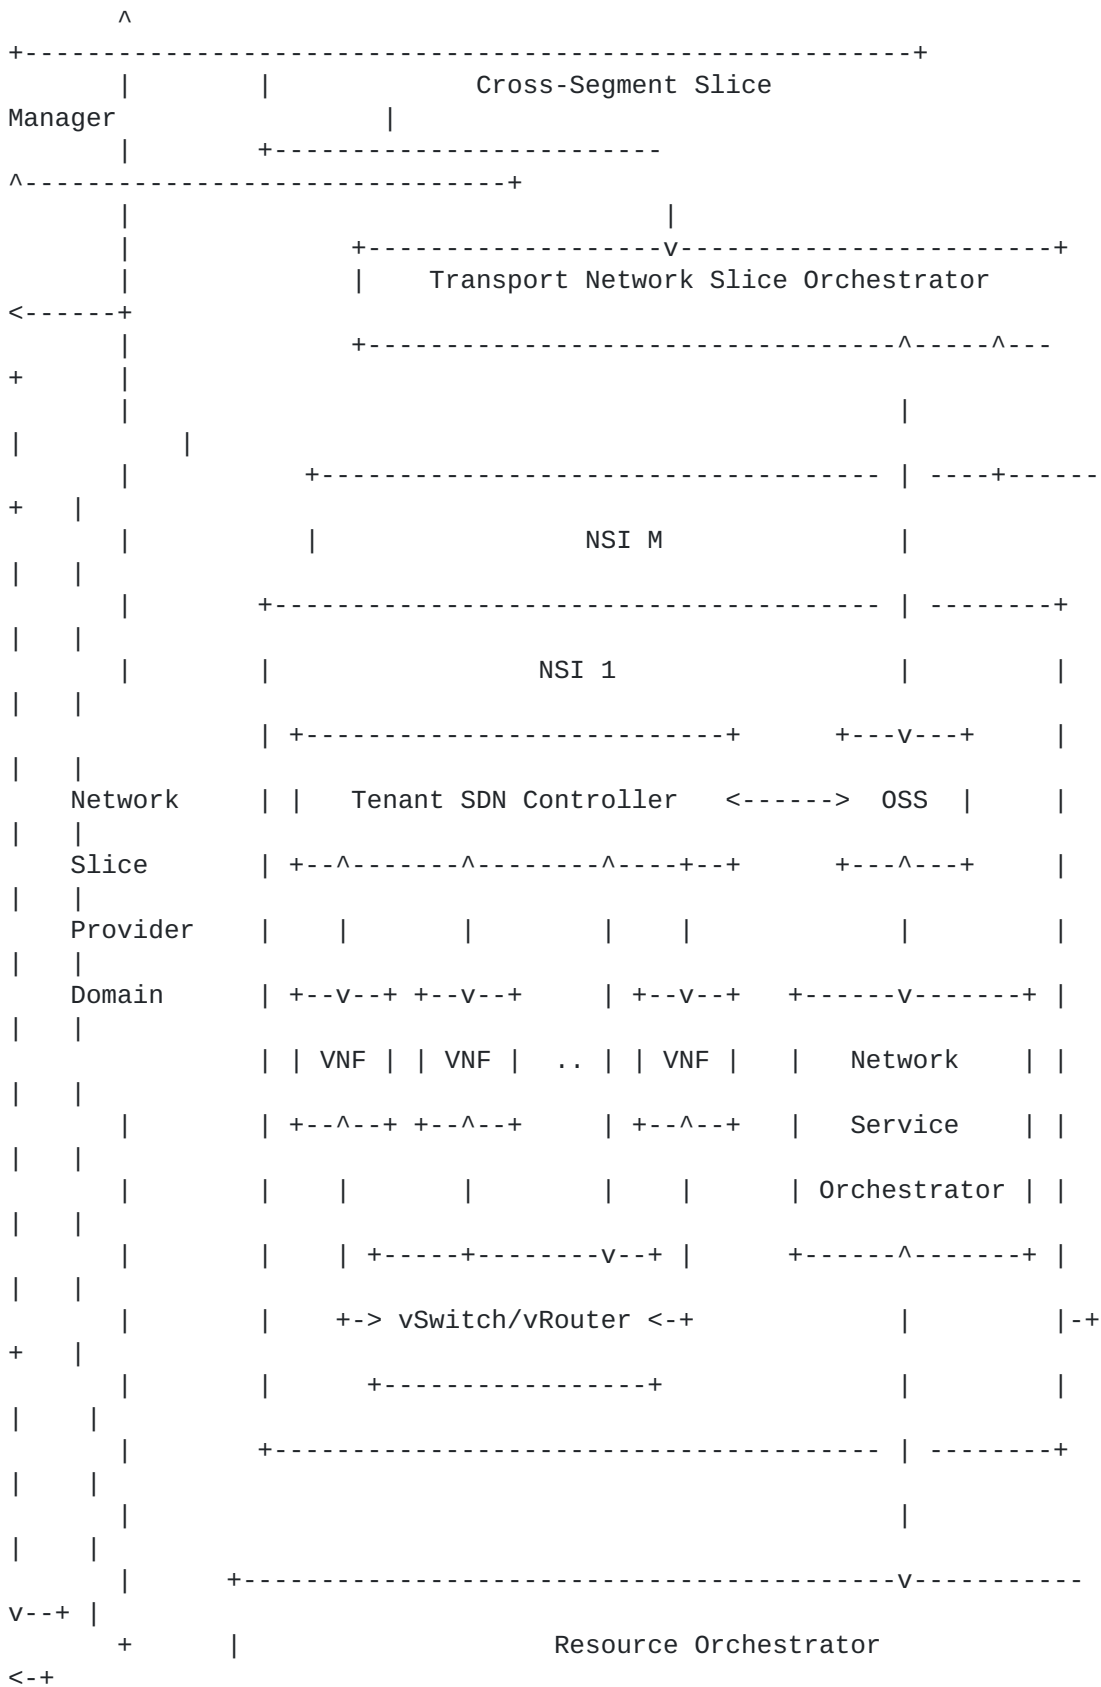 ^
+---------------------------------------------------------+
| | Cross-Segment Slice
Manager |
| +-------------------------
^-------------------------------+
| |
| +-------------------v------------------------+
| | Transport Network Slice Orchestrator
<------+
| +----------------------------------^-----^---
+ |
| |
| |
| +------------------------------------ | ----+------
+ |
| | NSI M |
| |
| +--------------------------------------- | --------+
| |
| | NSI 1 | |
| |
| +---------------------------+ +---v---+ |
| |
Network | | Tenant SDN Controller <------> OSS | |
| |
Slice | +--^-------^--------^----+--+ +---^---+ |
| |
Provider | | | | | | |
| |
Domain | +--v--+ +--v--+ | +--v--+ +------v-------+ |
| |
| | VNF | | VNF | .. | | VNF | | Network | |
| |
| | +--^--+ +--^--+ | +--^--+ | Service | |
| |
| | | | | | | Orchestrator | |
| |
| | | +-----+--------v--+ | +------^-------+ |
| |
| | +-> vSwitch/vRouter <-+ | |-+
+ |
| | +-----------------+ | |
| |
| +--------------------------------------- | --------+
| |
| |
| |
| +------------------------------------------v-----------
v--+ |
+ | Resource Orchestrator
<-+